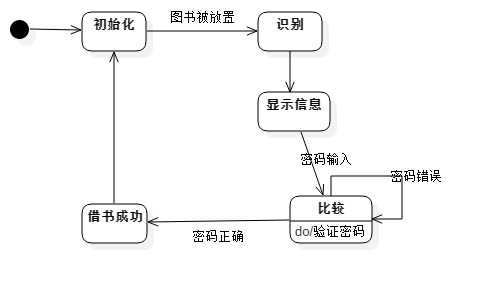 图书被放置
初始化
识别
显示信息
密码输入
密码错误
比较
借书成功
do/验证密码
密码正确